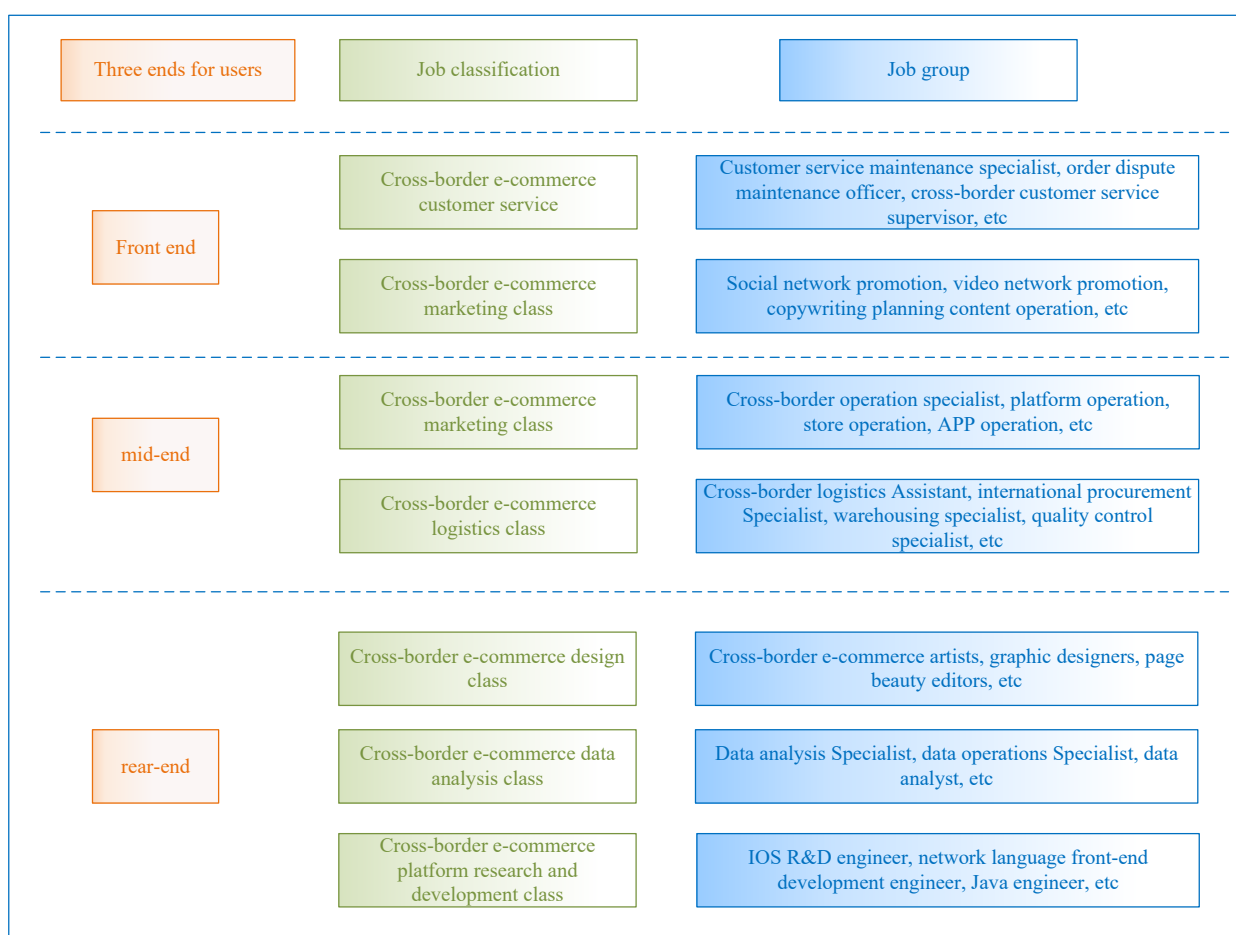 Three ends for users
Job classification
Job group
Front end
Cross-border e-commerce
customer service
Customer service maintenance specialist, order dispute
maintenance officer, cross-border customer service
supervisor, etc
Cross-border e-commerce
marketing class
Social network promotion, video network promotion,
copywriting planning content operation, etc
mid-end
Cross-border e-commerce
marketing class
Cross-border operation specialist, platform operation,
store operation, APP operation, etc
Cross-border e-commerce
logistics class
Cross-border logistics Assistant, international procurement
Specialist, warehousing specialist, quality control
specialist, etc
rear-end
Cross-border e-commerce design
class
Cross-border e-commerce artists, graphic designers, page
beauty editors, etc
Cross-border e-commerce data
analysis class
Data analysis Specialist, data operations Specialist, data
analyst, etc
Cross-border e-commerce
platform research and
development class
IOS R&D engineer, network language front-end
development engineer, Java engineer, etc